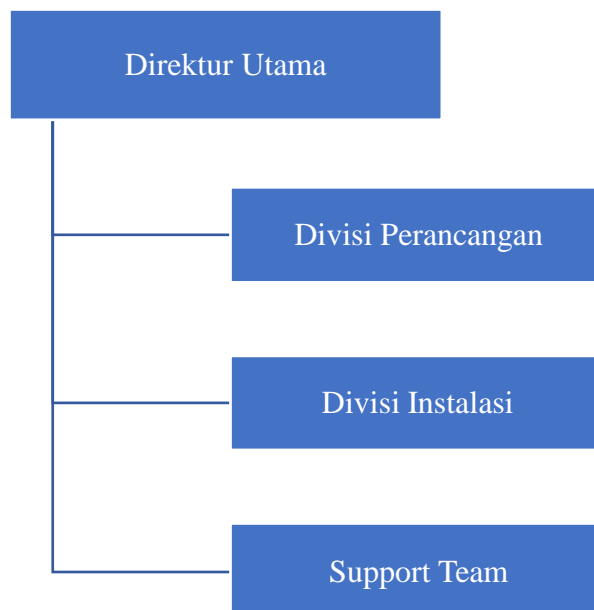 Direktur Utama
Divisi Perancangan
Divisi Instalasi
Support Team